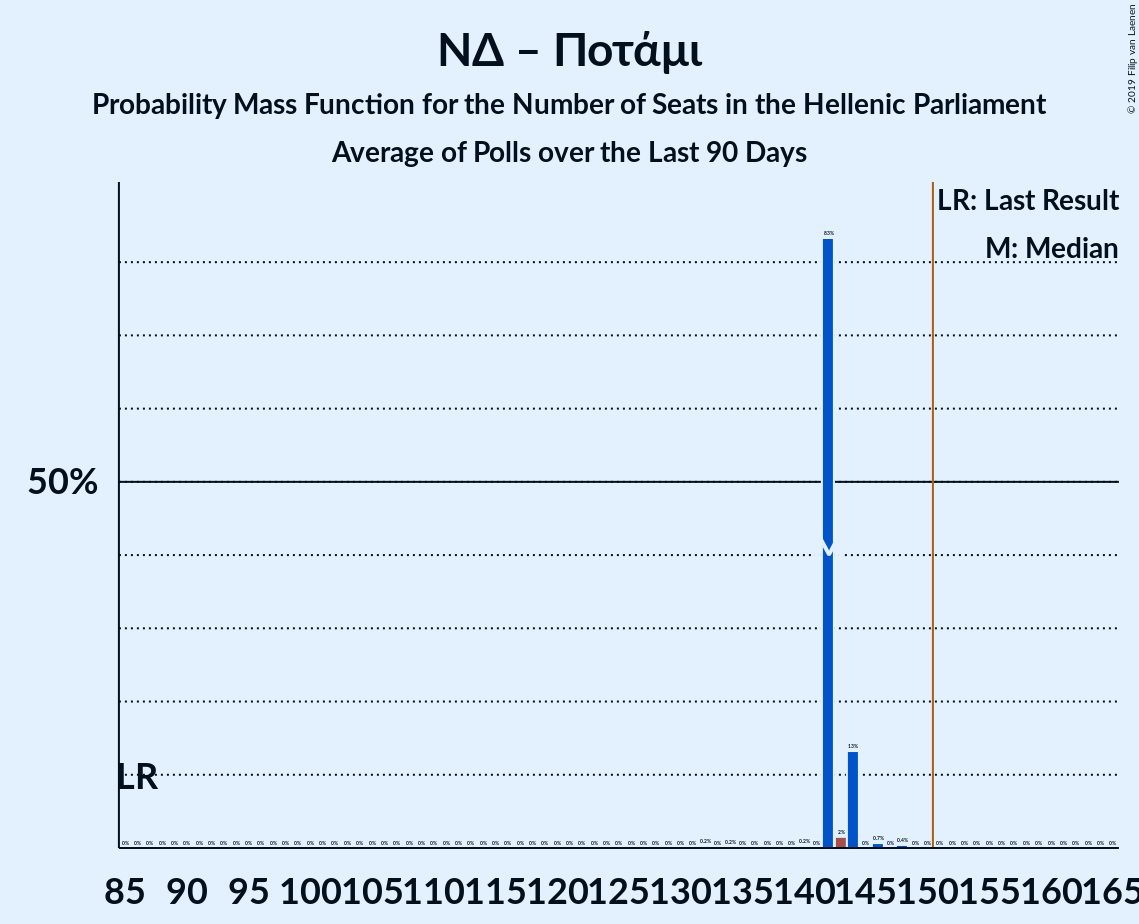 © 2019 Filip van Laenen
ΝΔ – Ποτάμι
Probability Mass Function for the Number of Seats in the Hellenic Parliament
Average of Polls over the Last 90 Days
LR: Last Result
M: Median
83%
50%
M
13%
LR
2%
0.2% 0.2% 0.2% 0.7% 0.4%
85 90 95 100 105 110 115 120 125 130 135 140 145 150 155 160 165